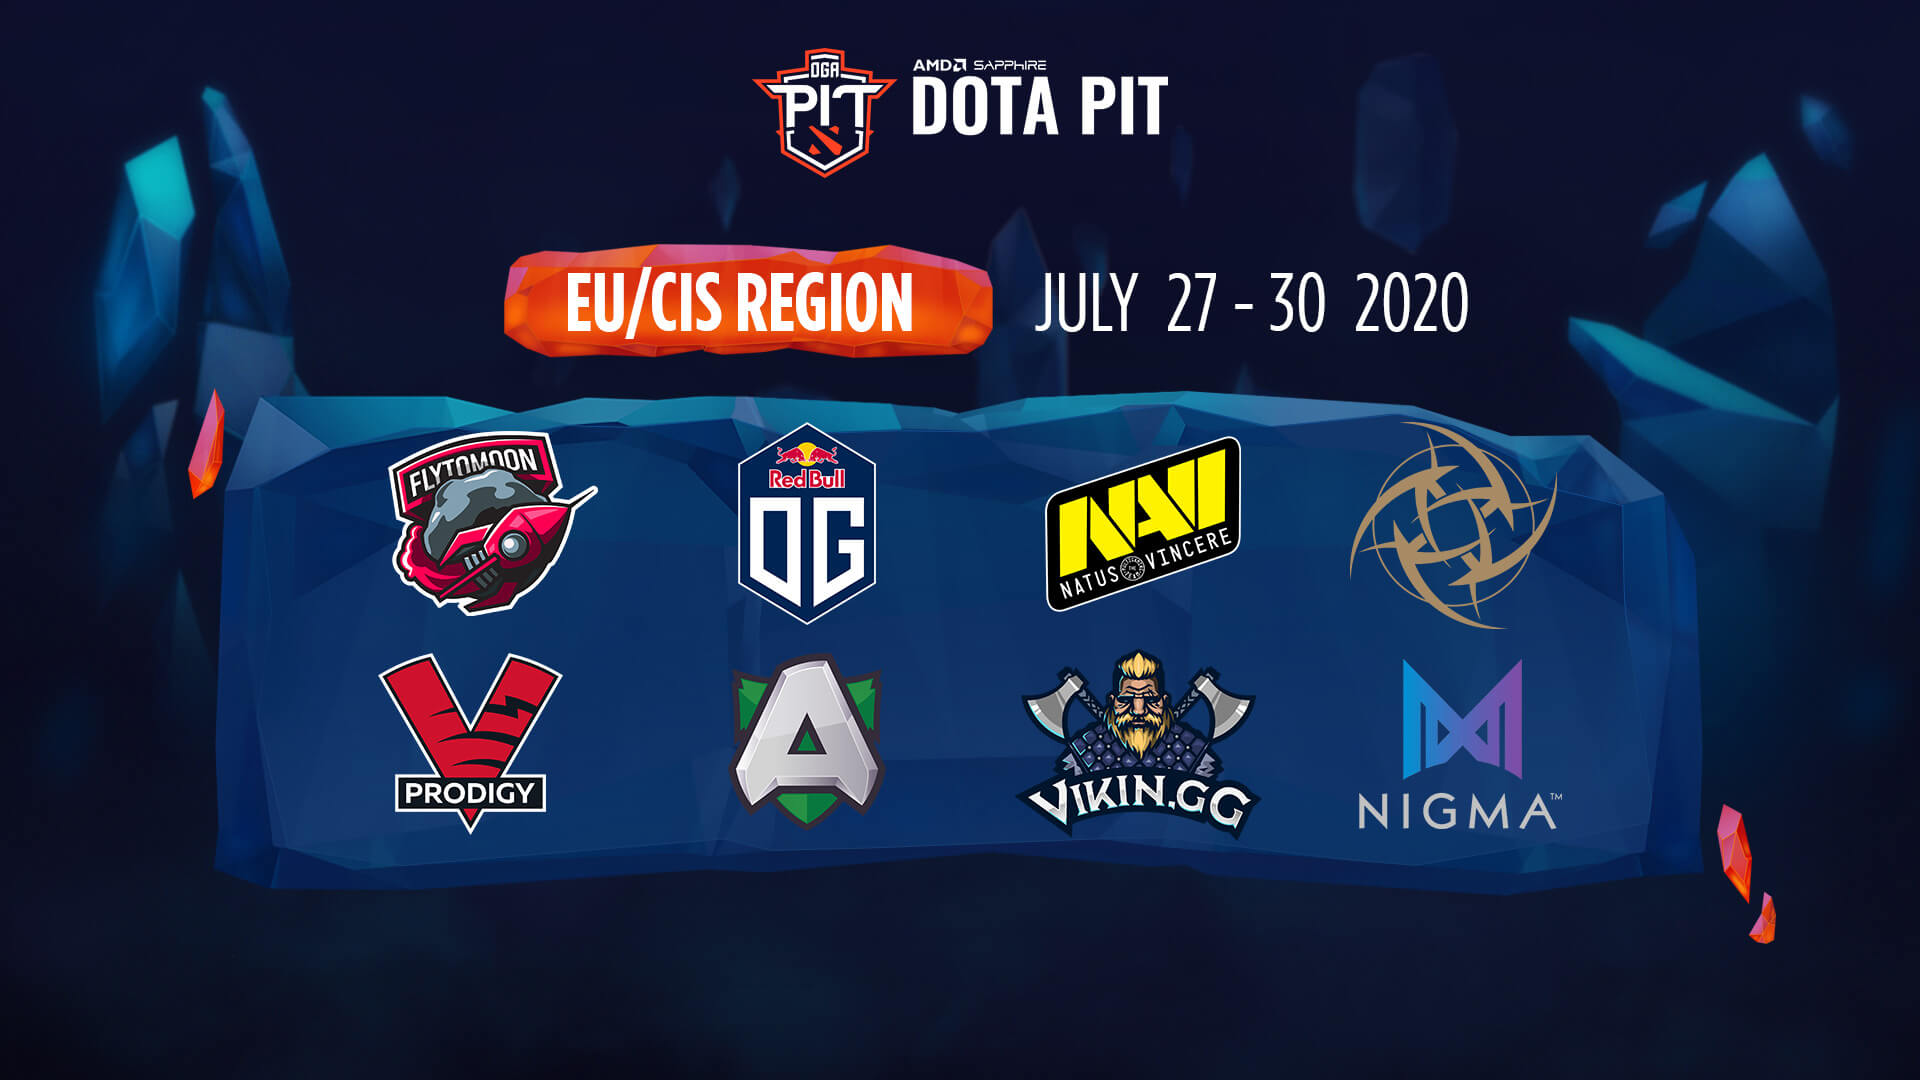 OGA
PIT
AMD SAPPHIRE
DOTA PIT
EU/CIS REGION JULY 27 - 30 2020
FLYTOMOON
Red Bull
OG
NAVI
NATUS VINCERE
PRODIGY
A
VIKIN.GG
NIGMA™